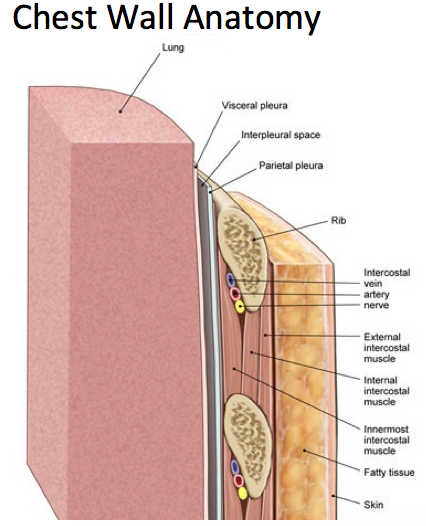 Chest Wall Anatomy
Lung
Visceral pleura
Interpleural space
Parietal pleura
Rib
Intercostal
vein
artery
nerve
External
intercostal
muscle
Internal
intercostal
muscle
Innermost
intercostal
muscle
Fatty tissue
Skin